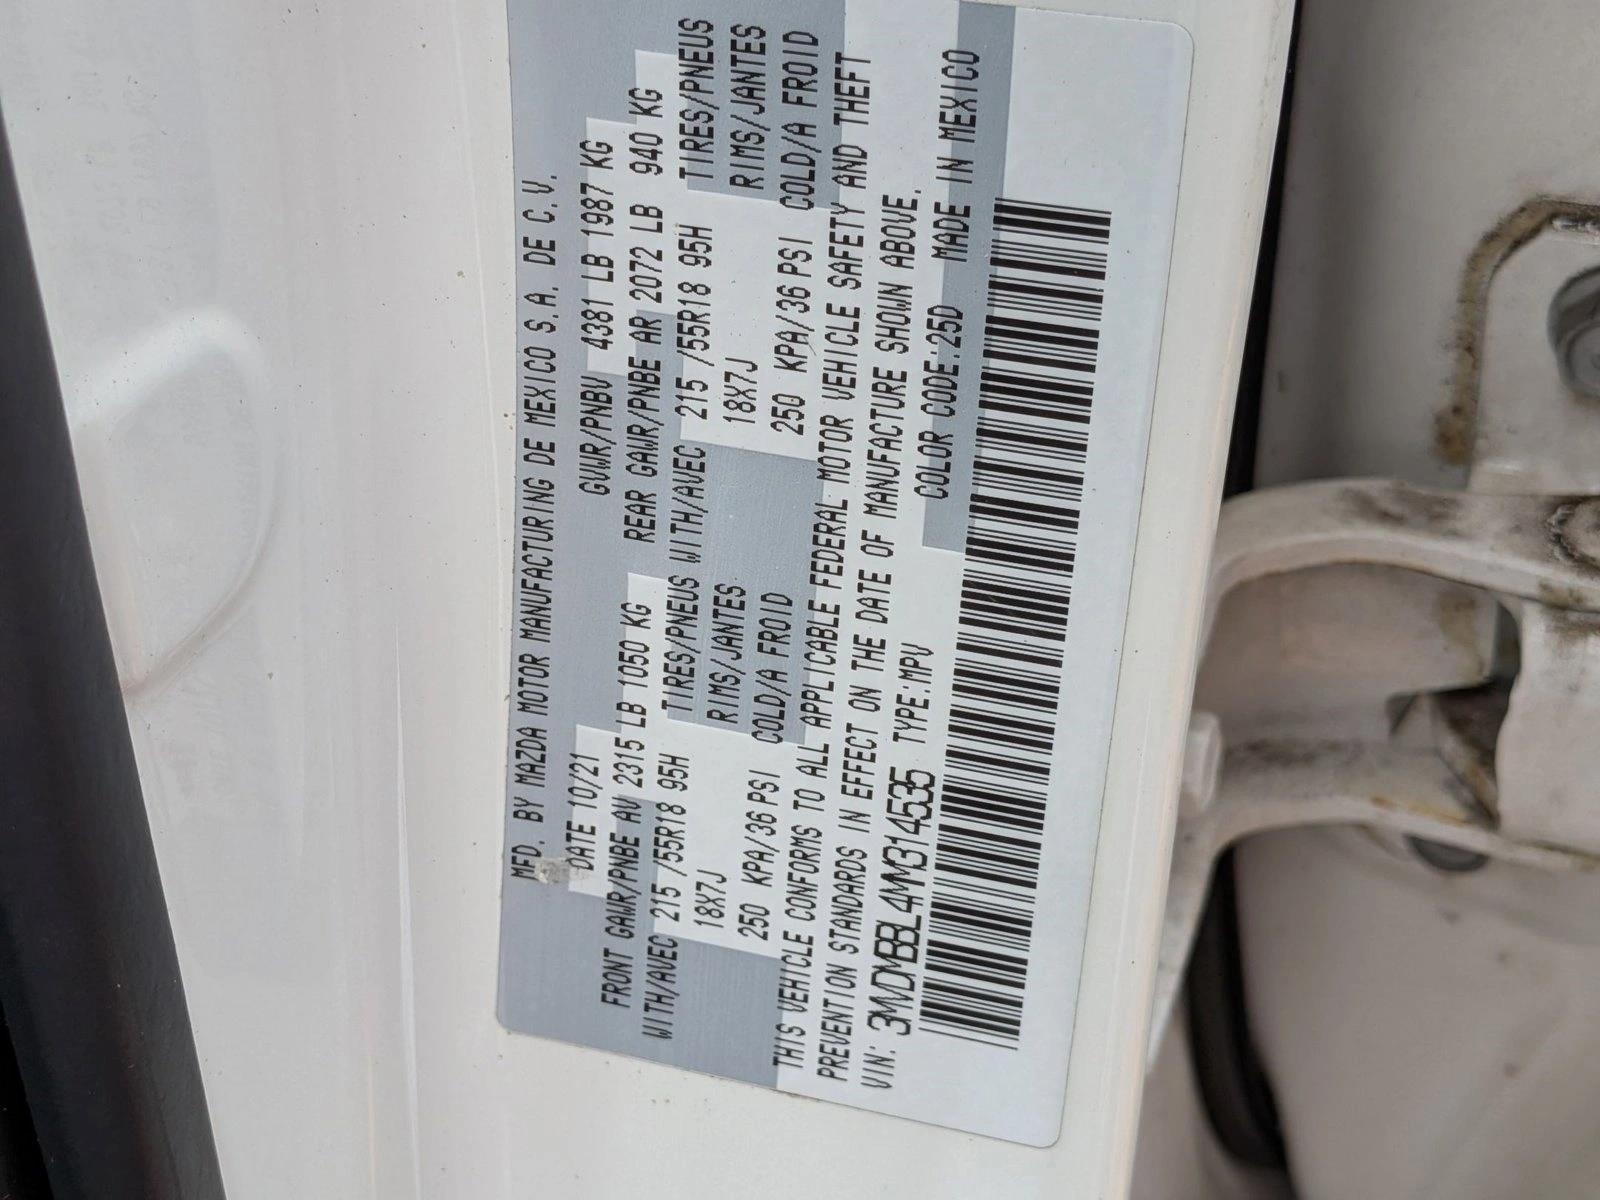 MFD. BY MAZDA MOTOR MANUFACTURING DE MEXICO S.A. DE C.V.
DATE 10/21 GVWR/PNBV 4381 LB 1987 KG
FRONT GAWR/PNBE AV 2315 LB 1050 KG REAR GAWR/PNBE AR 2072 LB 940 KG
WITH/AVEC 215 /55R18 95H TIRES/PNEUS WITH/AVEC 215 /55R18 95H TIRES/PNEUS
18X7J RIMS/JANTES 18X7J RIMS/JANTES
250 KPA/36 PSI COLD/A FROID 250 KPA/36 PSI COLD/A FROID
THIS VEHICLE CONFORMS TO ALL APPLICABLE FEDERAL MOTOR VEHICLE SAFETY AND THEFT
PREVENTION STANDARDS IN EFFECT ON THE DATE OF MANUFACTURE SHOWN ABOVE.
VIN: 3MVDMBBL4NM314535 TYPE:MPV COLOR CODE:25D MADE IN MEXICO